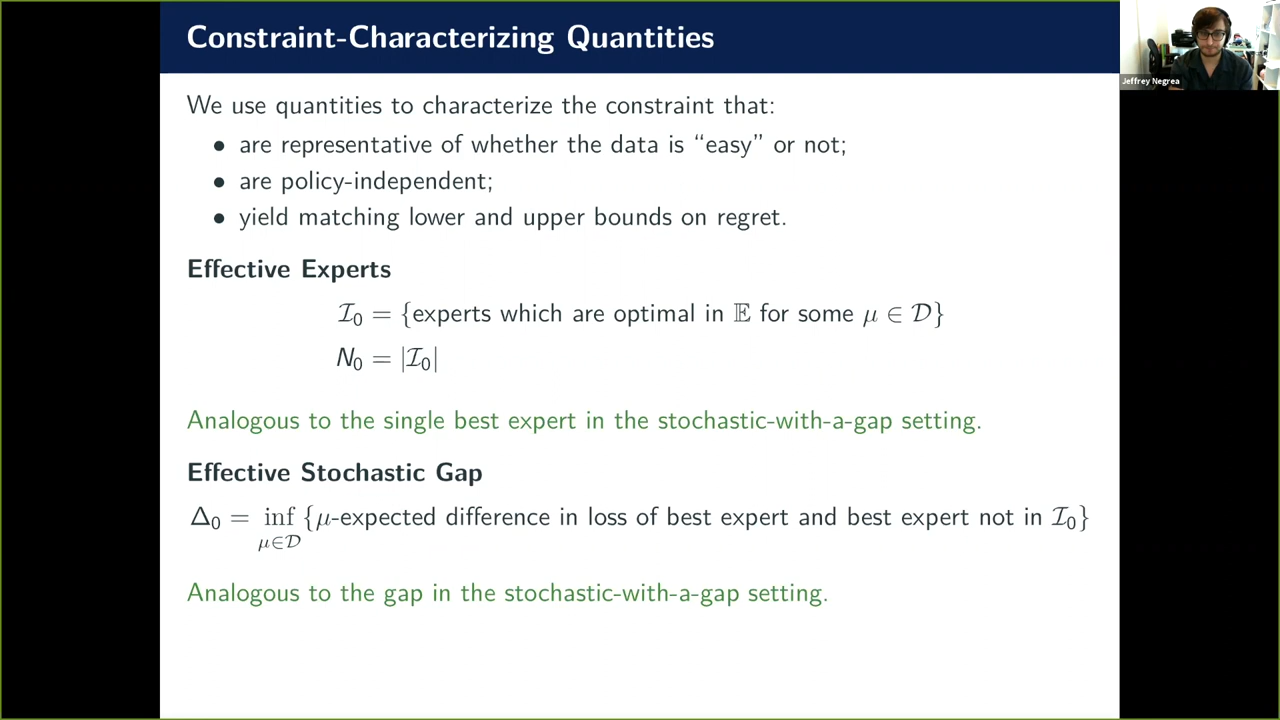 Constraint-Characterizing Quantities
Jeffrey Negrea
We use quantities to characterize the constraint that:
• are representative of whether the data is “easy” or not;
• are policy-independent;
• yield matching lower and upper bounds on regret.
Effective Experts
ℐ₀ = {experts which are optimal in 𝔼 for some μ ∈ 𝒟}
N₀ = |ℐ₀|
Analogous to the single best expert in the stochastic-with-a-gap setting.
Effective Stochastic Gap
Δ₀ = inf {μ-expected difference in loss of best expert and best expert not in ℐ₀}
μ∈𝒟
Analogous to the gap in the stochastic-with-a-gap setting.